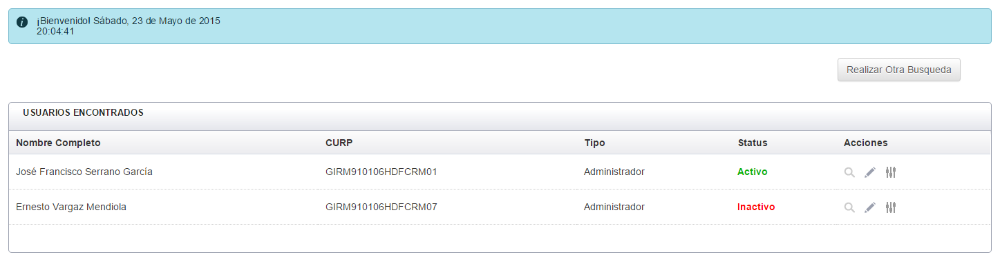 ¡Bienvenido! Sábado, 23 de Mayo de 2015
20:04:41
Realizar Otra Busqueda
USUARIOS ENCONTRADOS
Nombre Completo CURP Tipo Status Acciones
José Francisco Serrano García GIRM910106HDFCRM01 Administrador Activo
Ernesto Vargaz Mendiola GIRM910106HDFCRM07 Administrador Inactivo